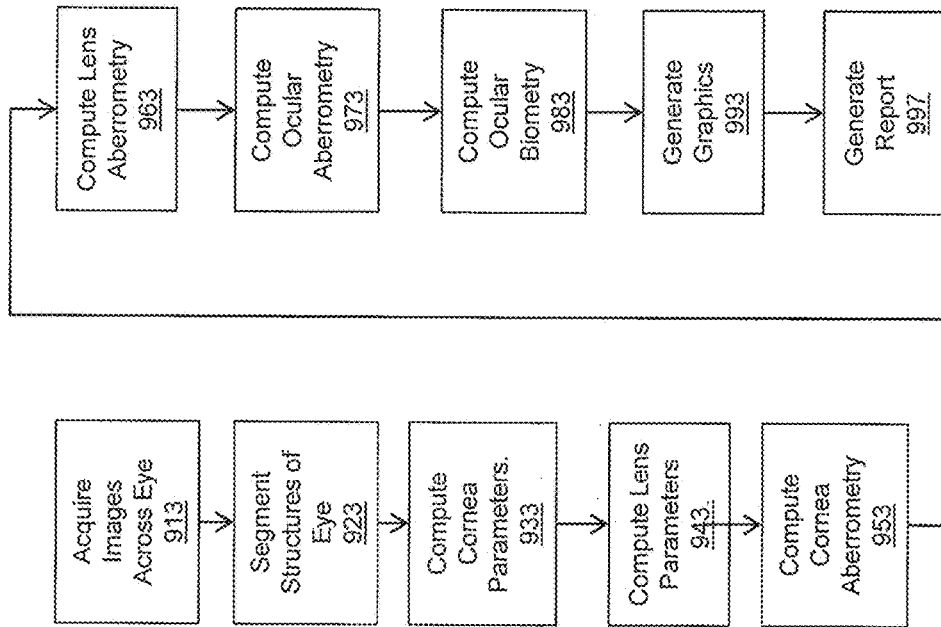 Acquire
Images
Across Eye
913
Segment
Structures of
Eye
923
Compute
Cornea
Parameters.
933
Compute Lens
Parameters
943
Compute
Cornea
Aberrometry
953
Compute Lens
Aberrometry
963
Compute
Ocular
Aberrometry
973
Compute
Ocular
Biometry
983
Generate
Graphics
993
Generate
Report
997